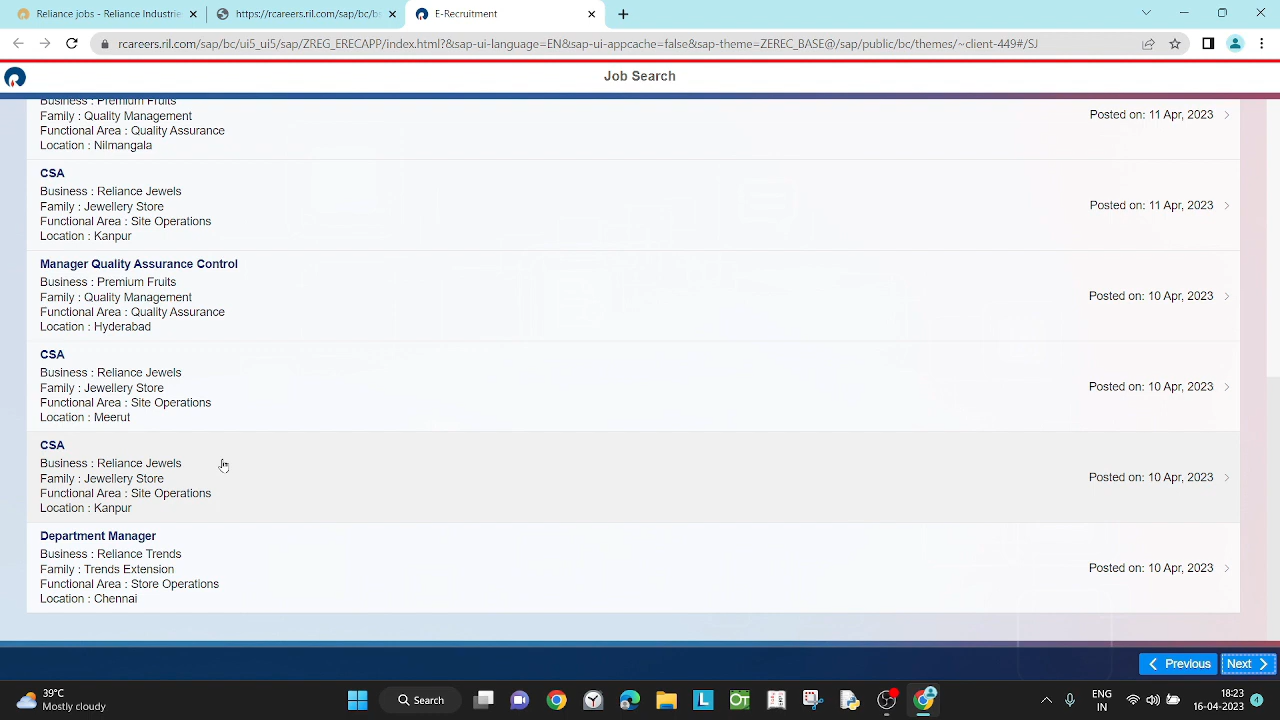 Reliance jobs - Reliance Industrie
https://rcareers.ril.com/sap/bc/b
E-Recruitment
rcareers.ril.com/sap/bc/ui5_ui5/sap/ZREG_ERECAPP/index.html?&sap-ui-language=EN&sap-ui-appcache=false&sap-theme=ZEREC_BASE@/sap/public/bc/themes/~client-449#/SJ
Job Search
Business : Premium Fruits
Family : Quality Management
Functional Area : Quality Assurance
Location : Nilmangala
Posted on: 11 Apr, 2023
CSA
Business : Reliance Jewels
Family : Jewellery Store
Functional Area : Site Operations
Location : Kanpur
Posted on: 11 Apr, 2023
Manager Quality Assurance Control
Business : Premium Fruits
Family : Quality Management
Functional Area : Quality Assurance
Location : Hyderabad
Posted on: 10 Apr, 2023
CSA
Business : Reliance Jewels
Family : Jewellery Store
Functional Area : Site Operations
Location : Meerut
Posted on: 10 Apr, 2023
CSA
Business : Reliance Jewels
Family : Jewellery Store
Functional Area : Site Operations
Location : Kanpur
Posted on: 10 Apr, 2023
Department Manager
Business : Reliance Trends
Family : Trends Extension
Functional Area : Store Operations
Location : Chennai
Posted on: 10 Apr, 2023
Previous
Next
39°C
Mostly cloudy
Search
ENG
IN
18:23
16-04-2023
4